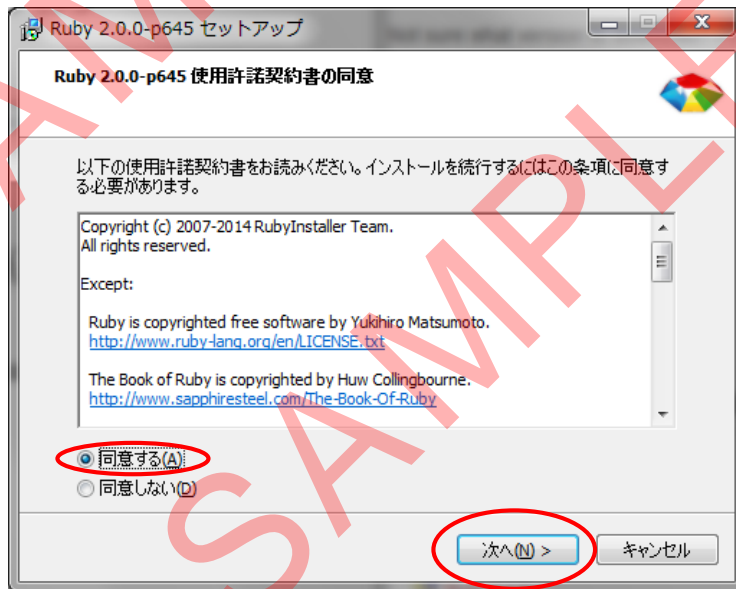 Ruby 2.0.0-p645 セットアップ
Ruby 2.0.0-p645 使用許諾契約書の同意
以下の使用許諾契約書をお読みください。インストールを続行するにはこの条項に同意す
る必要があります。
Copyright (c) 2007-2014 RubyInstaller Team.
All rights reserved.
Except:
Ruby is copyrighted free software by Yukihiro Matsumoto.
http://www.ruby-lang.org/en/LICENSE.txt
The Book of Ruby is copyrighted by Huw Collingbourne.
http://www.sapphiresteel.com/The-Book-Of-Ruby
同意する(A)
同意しない(D)
次へ(N) >
キャンセル
SAMPLE